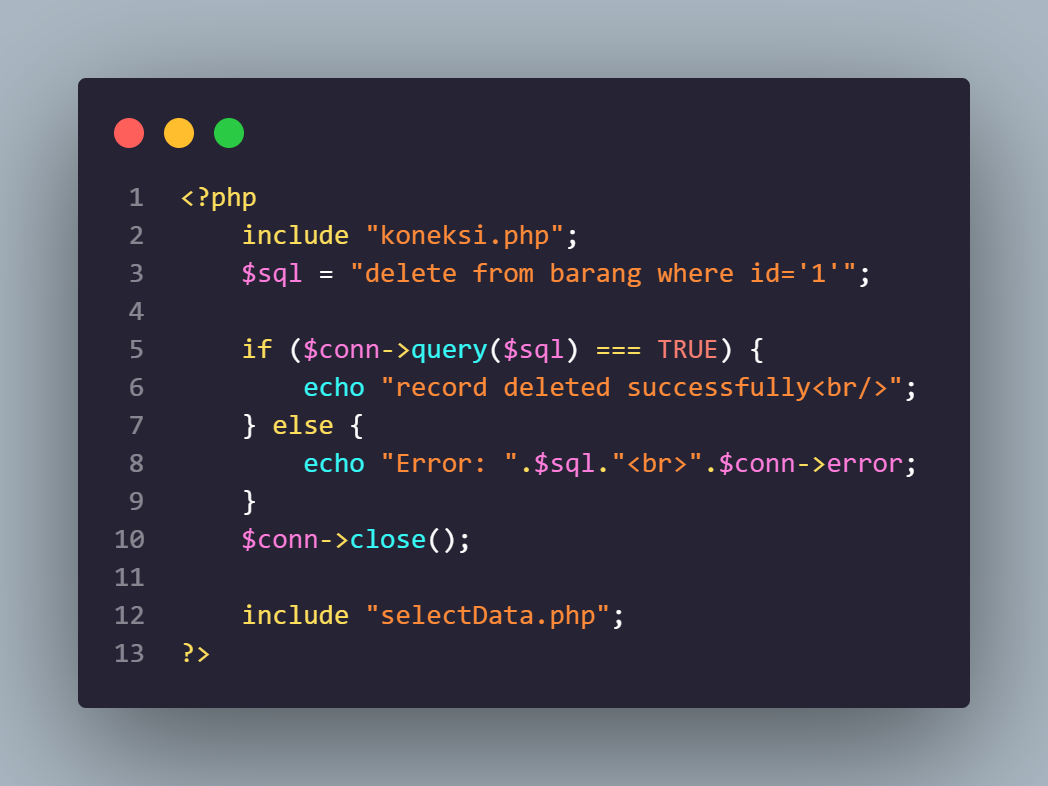 1 <?php
2     include "koneksi.php";
3     $sql = "delete from barang where id='1'";
4
5     if ($conn->query($sql) === TRUE) {
6         echo "record deleted successfully<br/>";
7     } else {
8         echo "Error: ".$sql."<br>".$conn->error;
9     }
10     $conn->close();
11
12     include "selectData.php";
13 ?>